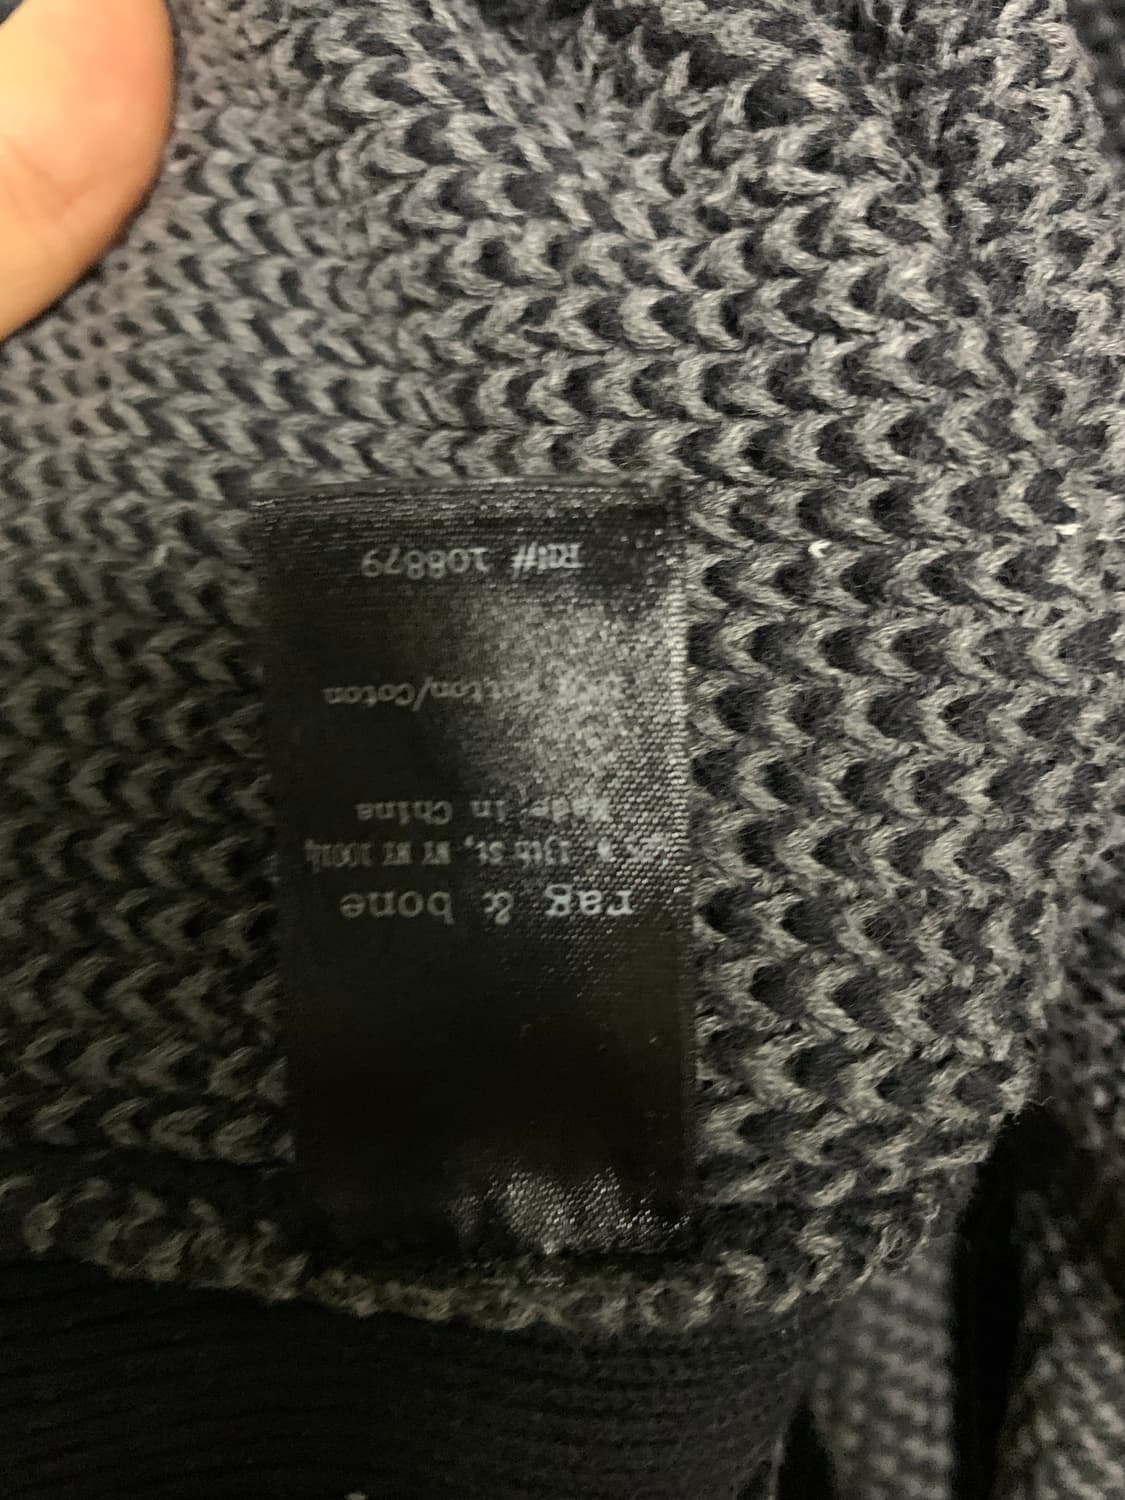 rag & bone
13th St, NY NY 10014
Made in China
Cotton/Coton
RN# 108879